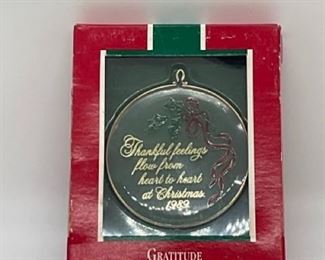 Thankful feelings
flow from
heart to heart
at Christmas.
1989
GRATITUDE